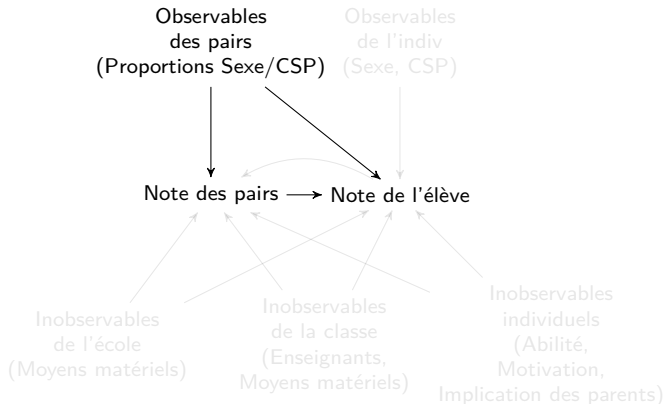 Observables
des pairs
(Proportions Sexe/CSP)
Observables
de l'indiv
(Sexe, CSP)
Note des pairs
Note de l'élève
Inobservables
de l'école
(Moyens matériels)
Inobservables
de la classe
(Enseignants,
Moyens matériels)
Inobservables
individuels
(Abilité,
Motivation,
Implication des parents)